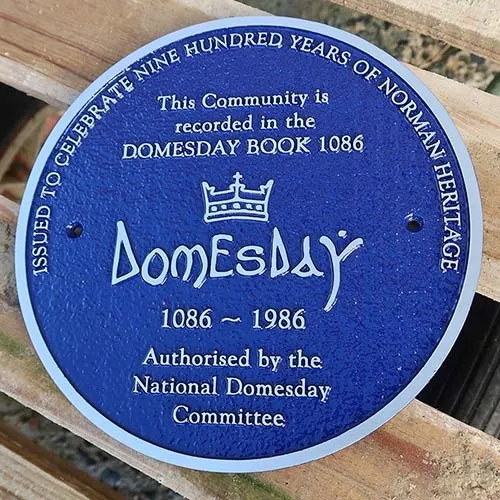 ISSUED TO CELEBRATE NINE HUNDRED YEARS OF NORMAN HERITAGE
This Community is
recorded in the
DOMESDAY BOOK 1086
DOMESDAY
1086 ~ 1986
Authorised by the
National Domesday
Committee